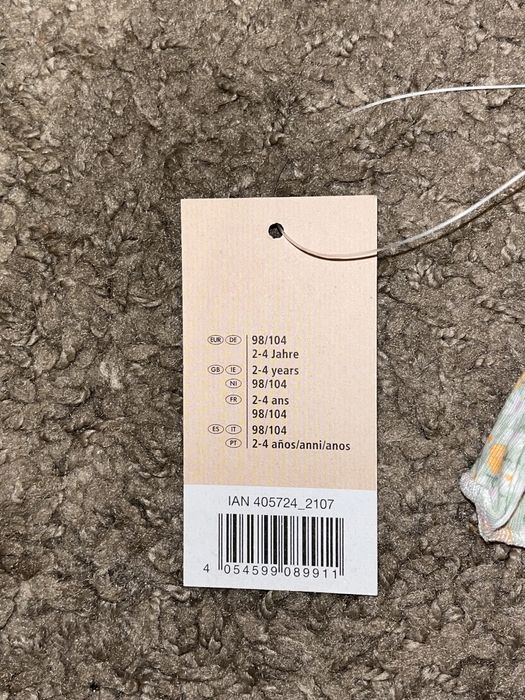 EUR DE 98/104
2-4 Jahre
GB IE 2-4 years
NI 98/104
FR 2-4 ans
98/104
ES IT 98/104
PT 2-4 años/anni/anos
IAN 405724_2107
4 054599 089911